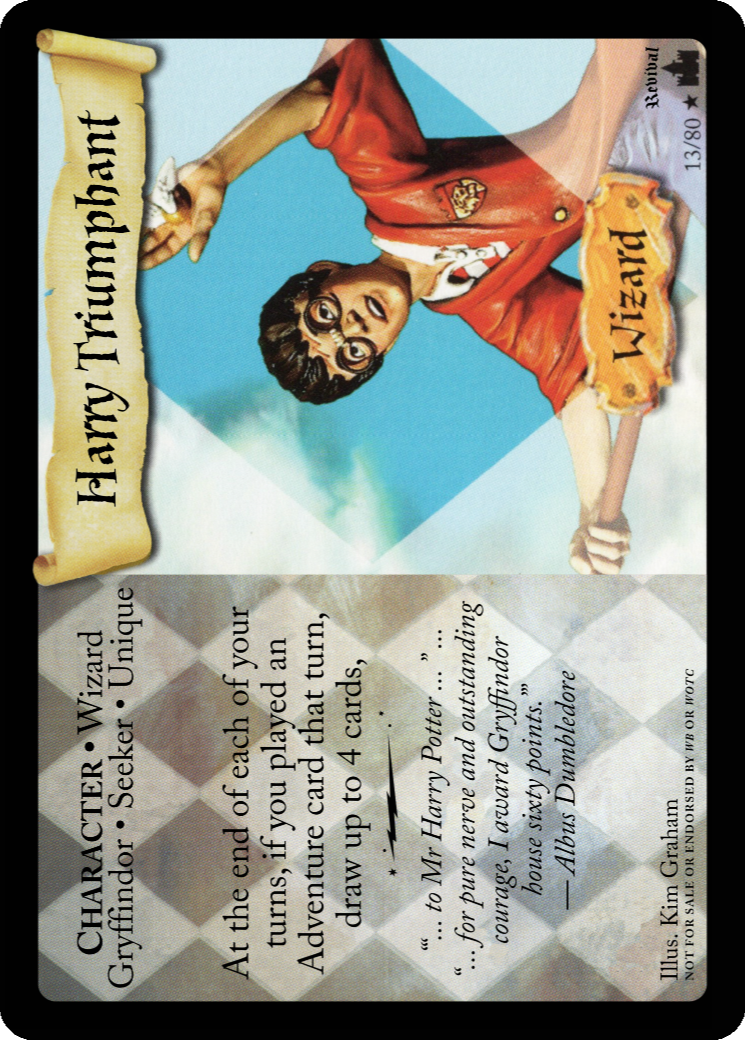 Harry Triumphant
CHARACTER • Wizard
Gryffindor • Seeker • Unique
At the end of each of your
turns, if you played an
Adventure card that turn,
draw up to 4 cards,
“‘... to Mr Harry Potter ... ” ...
“ ... for pure nerve and outstanding
courage, I award Gryffindor
house sixty points.’”
— Albus Dumbledore
Illus. Kim Graham
NOT FOR SALE OR ENDORSED BY WB OR WOTC
Wizard
Revival
13/80 ★